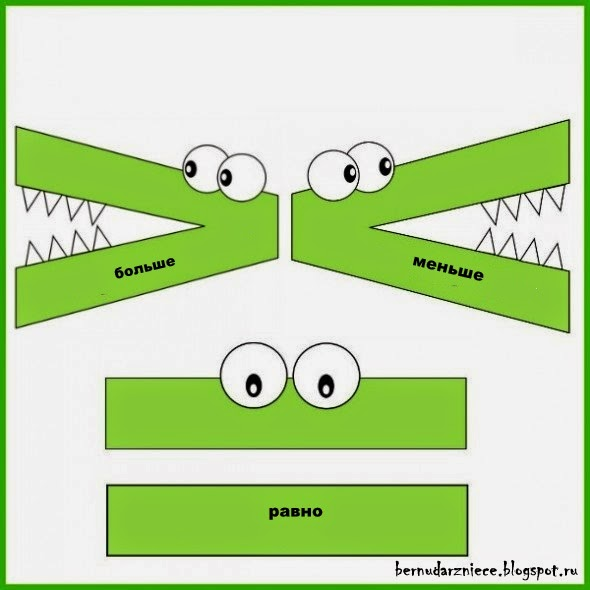 больше
меньше
равно
bernudarzniece.blogspot.ru